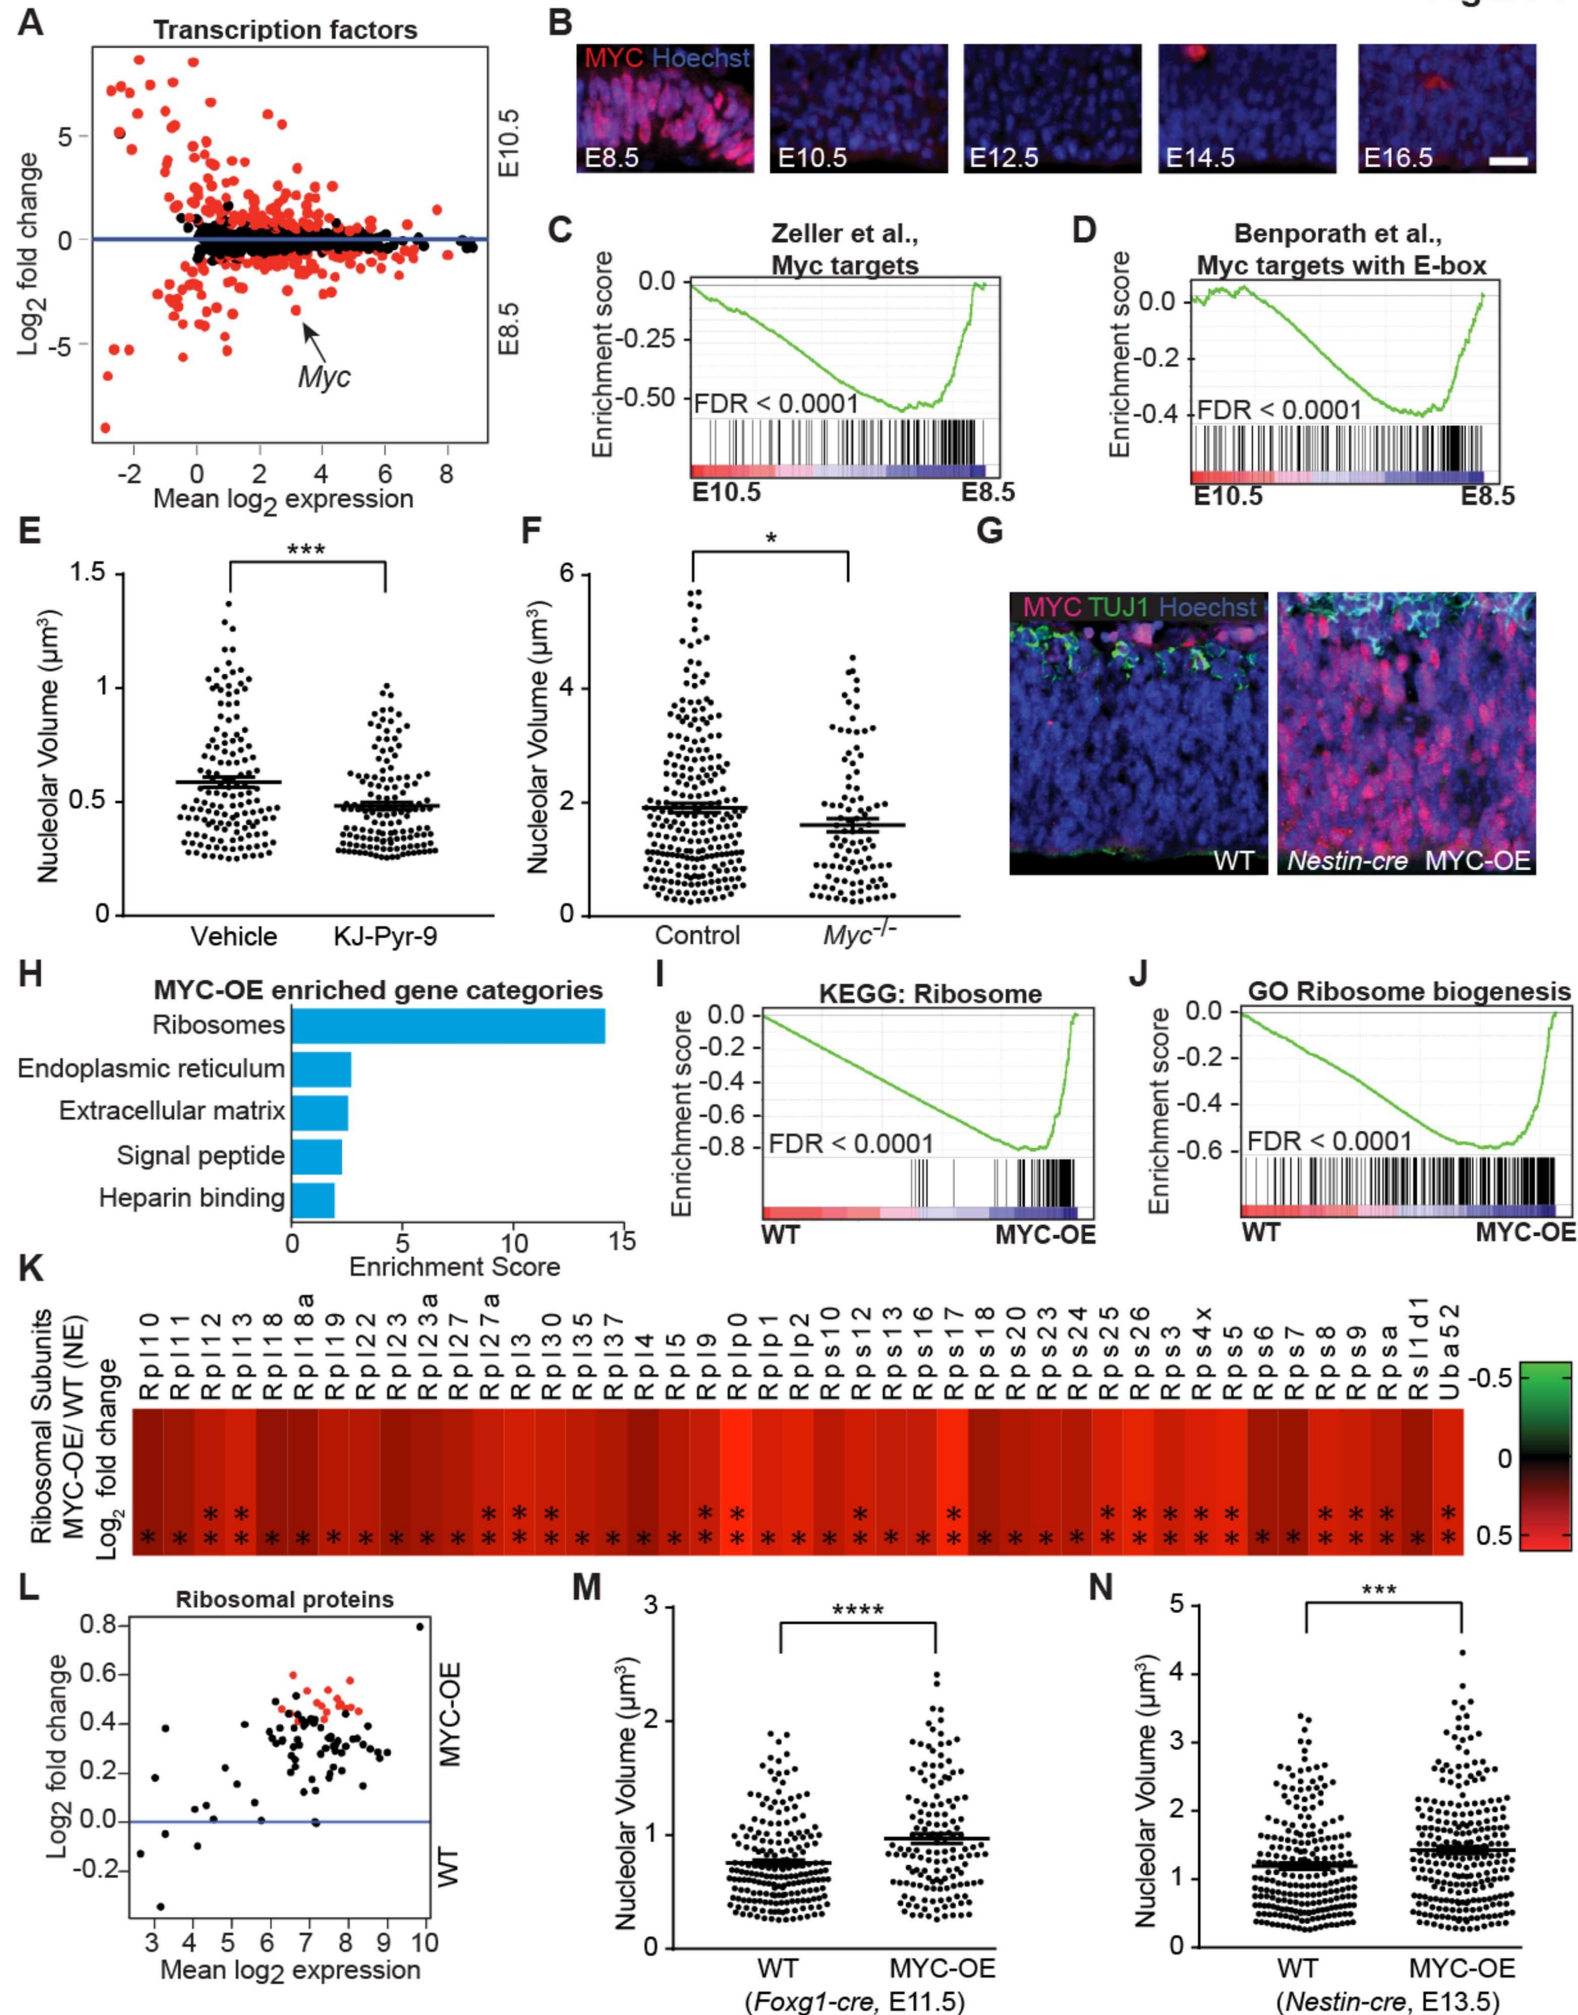 A
Transcription factors
Log2 fold change
5
0
-5
E10.5
E8.5
Myc
-2 0 2 4 6 8
Mean log2 expression
B
MYC Hoechst
E8.5
E10.5
E12.5
E14.5
E16.5
C
Zeller et al.,
Myc targets
Enrichment score
0.0
-0.25
-0.50
FDR < 0.0001
E10.5 E8.5
D
Benporath et al.,
Myc targets with E-box
Enrichment score
0.0
-0.2
-0.4
FDR < 0.0001
E10.5 E8.5
E
***
Nucleolar Volume (µm³)
1.5
1
0.5
0
Vehicle KJ-Pyr-9
F
*
Nucleolar Volume (µm³)
6
4
2
0
Control Myc-/-
G
MYC TUJ1 Hoechst
WT
Nestin-cre MYC-OE
H
MYC-OE enriched gene categories
Ribosomes
Endoplasmic reticulum
Extracellular matrix
Signal peptide
Heparin binding
0 5 10 15
Enrichment Score
I
KEGG: Ribosome
Enrichment score
0.0
-0.2
-0.4
-0.6
-0.8
FDR < 0.0001
WT MYC-OE
J
GO Ribosome biogenesis
Enrichment score
0.0
-0.2
-0.4
-0.6
FDR < 0.0001
WT MYC-OE
K
Ribosomal Subunits
MYC-OE/ WT (NE)
Log2 fold change
Rpl10
Rpl11
Rpl12
Rpl13
Rpl18
Rpl18a
Rpl19
Rpl22
Rpl23
Rpl23a
Rpl27
Rpl27a
Rpl3
Rpl30
Rpl35
Rpl37
Rpl4
Rpl5
Rpl9
Rplp0
Rplp1
Rplp2
Rps10
Rps12
Rps13
Rps16
Rps17
Rps18
Rps20
Rps23
Rps24
Rps25
Rps26
Rps3
Rps4x
Rps5
Rps6
Rps7
Rps8
Rps9
Rpsa
Rsl1d1
Uba52
-0.5
0
0.5
L
Ribosomal proteins
Log2 fold change
0.8
0.6
0.4
0.2
0.0
-0.2
MYC-OE
WT
3 4 5 6 7 8 9 10
Mean log2 expression
M
****
Nucleolar Volume (µm³)
3
2
1
0
WT MYC-OE
(Foxg1-cre, E11.5)
N
***
Nucleolar Volume (µm³)
5
4
3
2
1
0
WT MYC-OE
(Nestin-cre, E13.5)